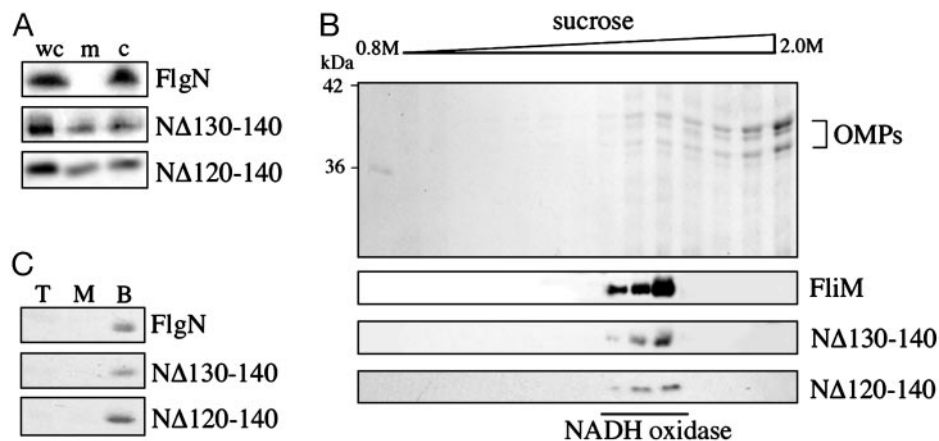 A
wc m c
FlgN
NΔ130-140
NΔ120-140
B
sucrose
0.8M
2.0M
kDa
42
36
OMPs
FliM
NΔ130-140
NΔ120-140
NADH oxidase
C
T M B
FlgN
NΔ130-140
NΔ120-140